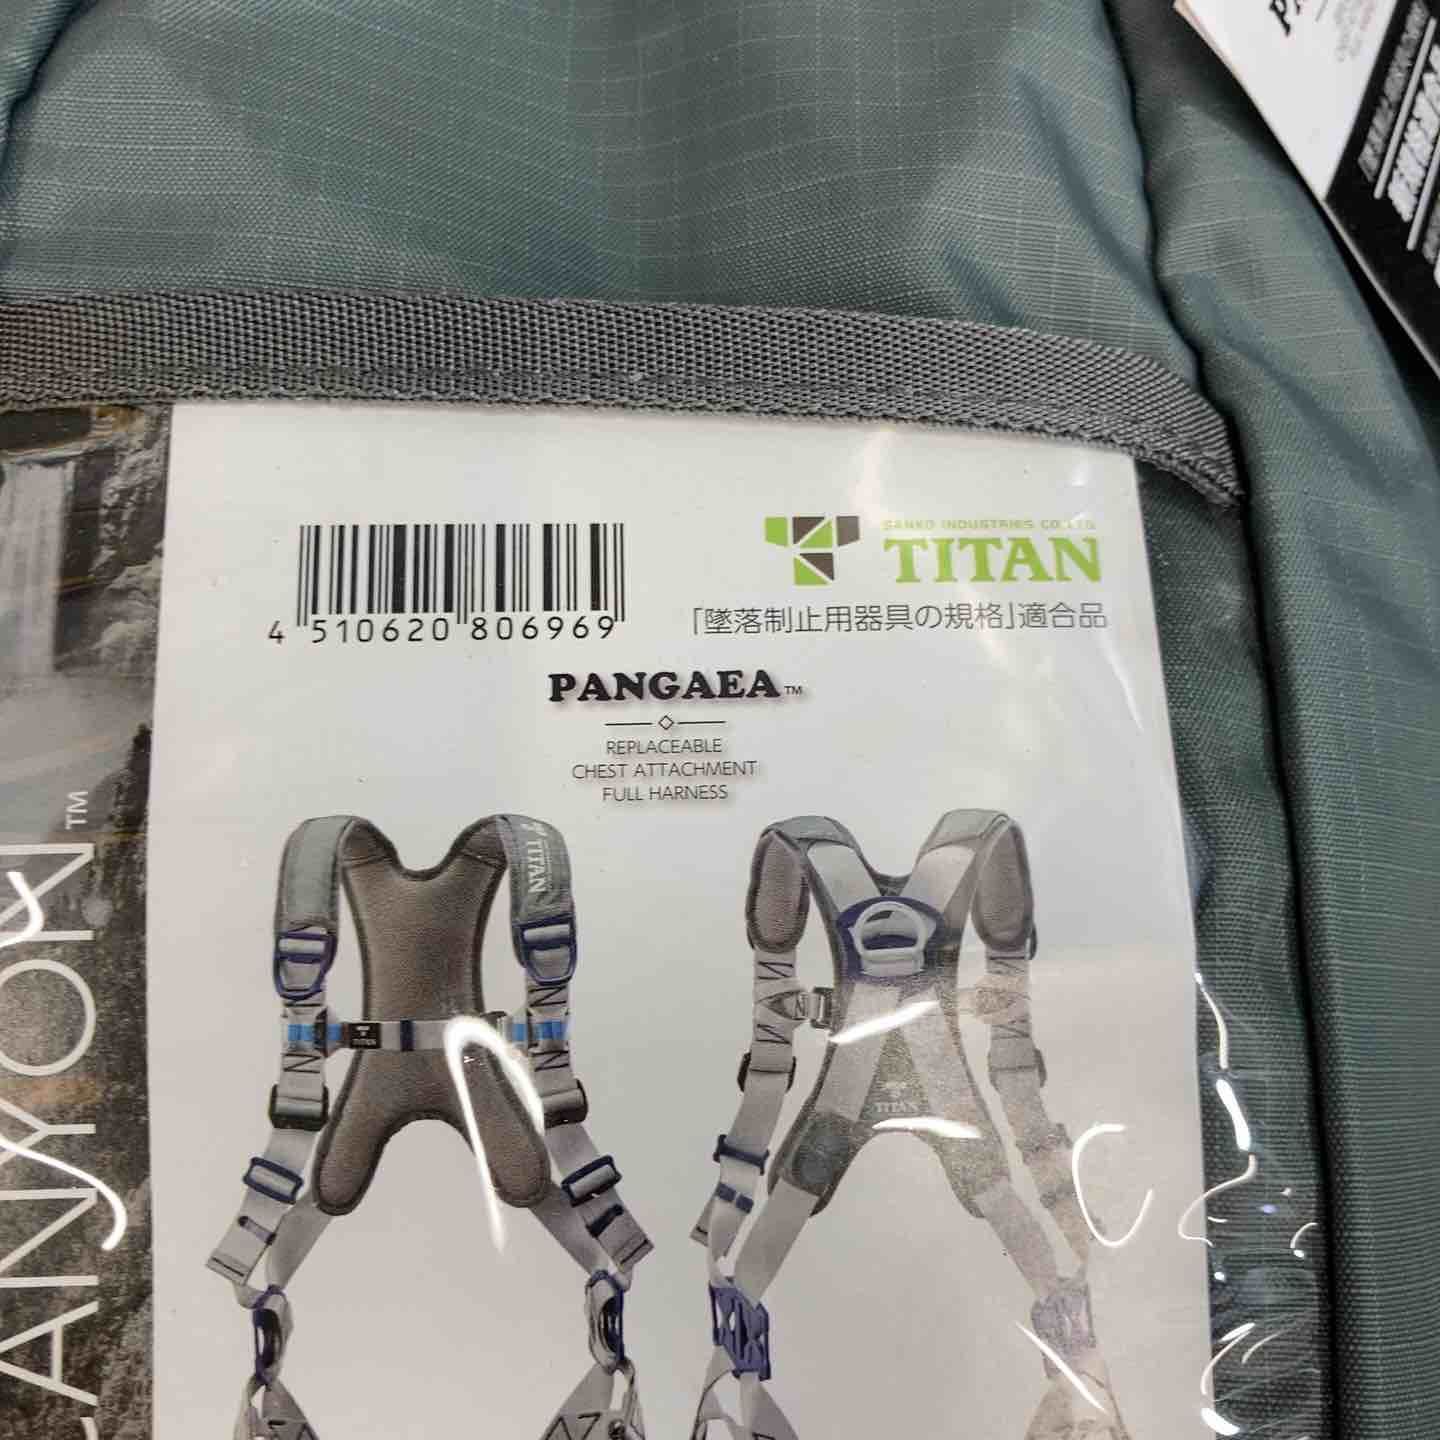 SANKO INDUSTRIES CO.,LTD.
TITAN
4 510620 806969
「墜落制止用器具の規格」適合品
PANGAEA™
REPLACEABLE
CHEST ATTACHMENT
FULL HARNESS
TITAN
TITAN
TITAN
ANYON™